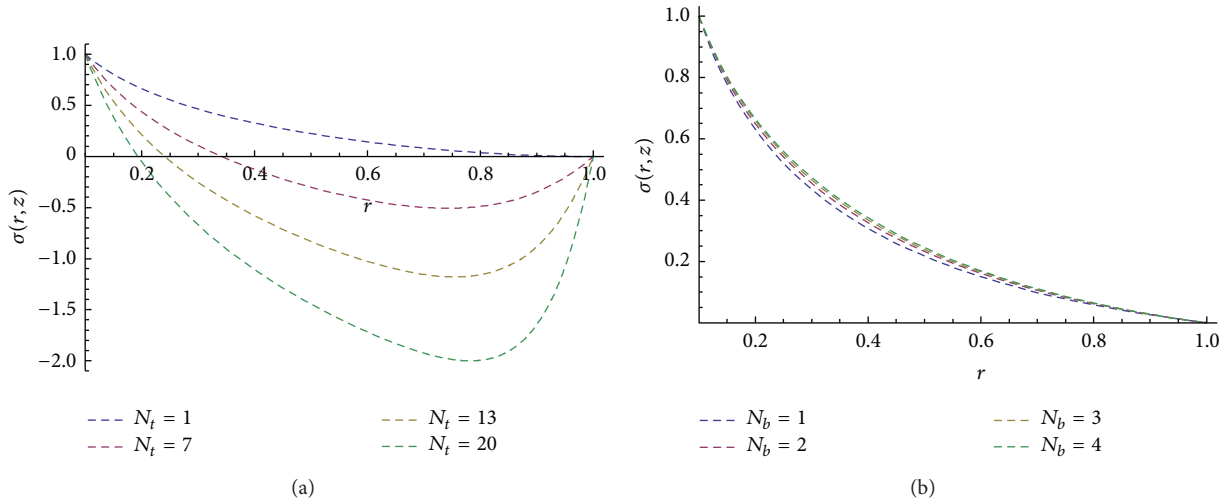 1.0
0.5
0
−0.5
−1.0
−1.5
−2.0
0.2
0.4
0.6
0.8
1.0
r
σ(r, z)
N_t = 1
N_t = 7
N_t = 13
N_t = 20
(a)
1.0
0.8
0.6
0.4
0.2
0.2
0.4
0.6
0.8
1.0
r
σ(r, z)
N_b = 1
N_b = 2
N_b = 3
N_b = 4
(b)